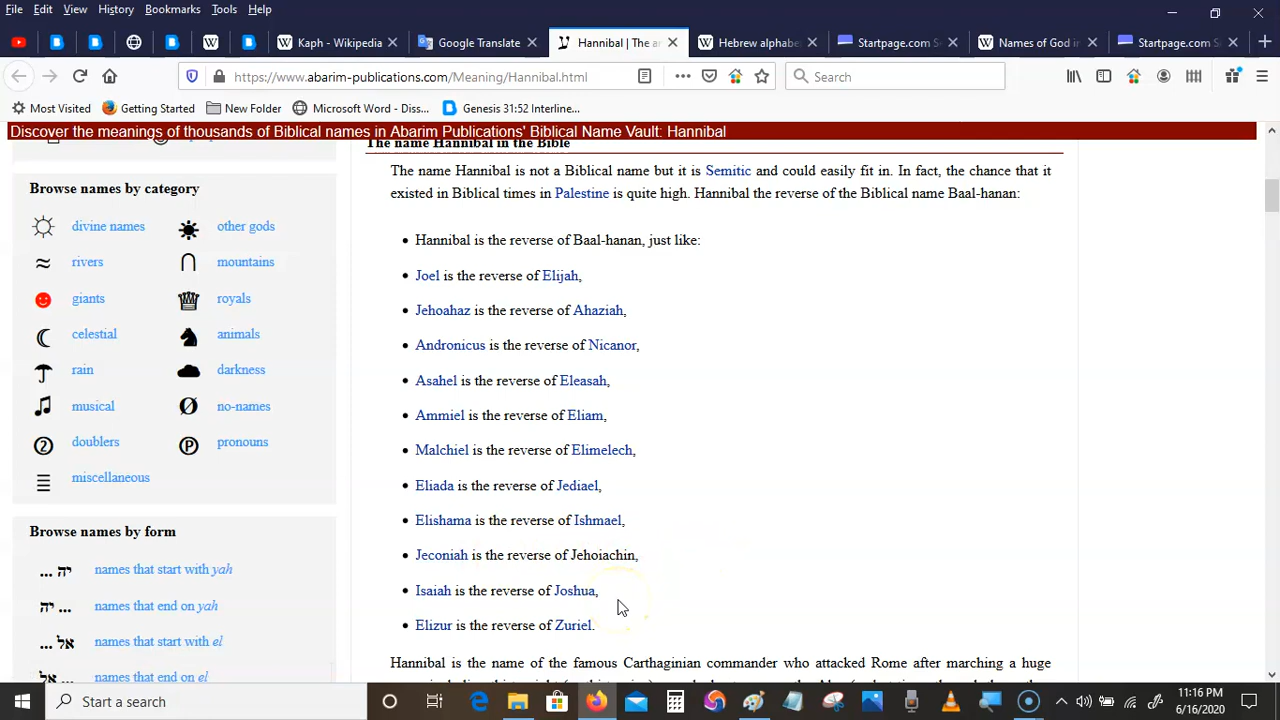 File Edit View History Bookmarks Tools Help
Kaph - Wikipedia
Google Translate
Hannibal | The a
Hebrew alphabe
Startpage.com S
Names of God in
Startpage.com S
https://www.abarim-publications.com/Meaning/Hannibal.html
Search
Most Visited Getting Started New Folder Microsoft Word - Diss... Genesis 31:52 Interline...
Discover the meanings of thousands of Biblical names in Abarim Publications' Biblical Name Vault: Hannibal
Browse names by category
divine names other gods
rivers mountains
giants royals
celestial animals
rain darkness
musical no-names
doublers pronouns
miscellaneous
Browse names by form
יה ... names that start with yah
... יה names that end on yah
אל ... names that start with el
... אל names that end on el
The name Hannibal in the Bible
The name Hannibal is not a Biblical name but it is Semitic and could easily fit in. In fact, the chance that it
existed in Biblical times in Palestine is quite high. Hannibal the reverse of the Biblical name Baal-hanan:
• Hannibal is the reverse of Baal-hanan, just like:
• Joel is the reverse of Elijah,
• Jehoahaz is the reverse of Ahaziah,
• Andronicus is the reverse of Nicanor,
• Asahel is the reverse of Eleasah,
• Ammiel is the reverse of Eliam,
• Malchiel is the reverse of Elimelech,
• Eliada is the reverse of Jediael,
• Elishama is the reverse of Ishmael,
• Jeconiah is the reverse of Jehoiachin,
• Isaiah is the reverse of Joshua,
• Elizur is the reverse of Zuriel.
Hannibal is the name of the famous Carthaginian commander who attacked Rome after marching a huge
Start a search
11:16 PM
6/16/2020